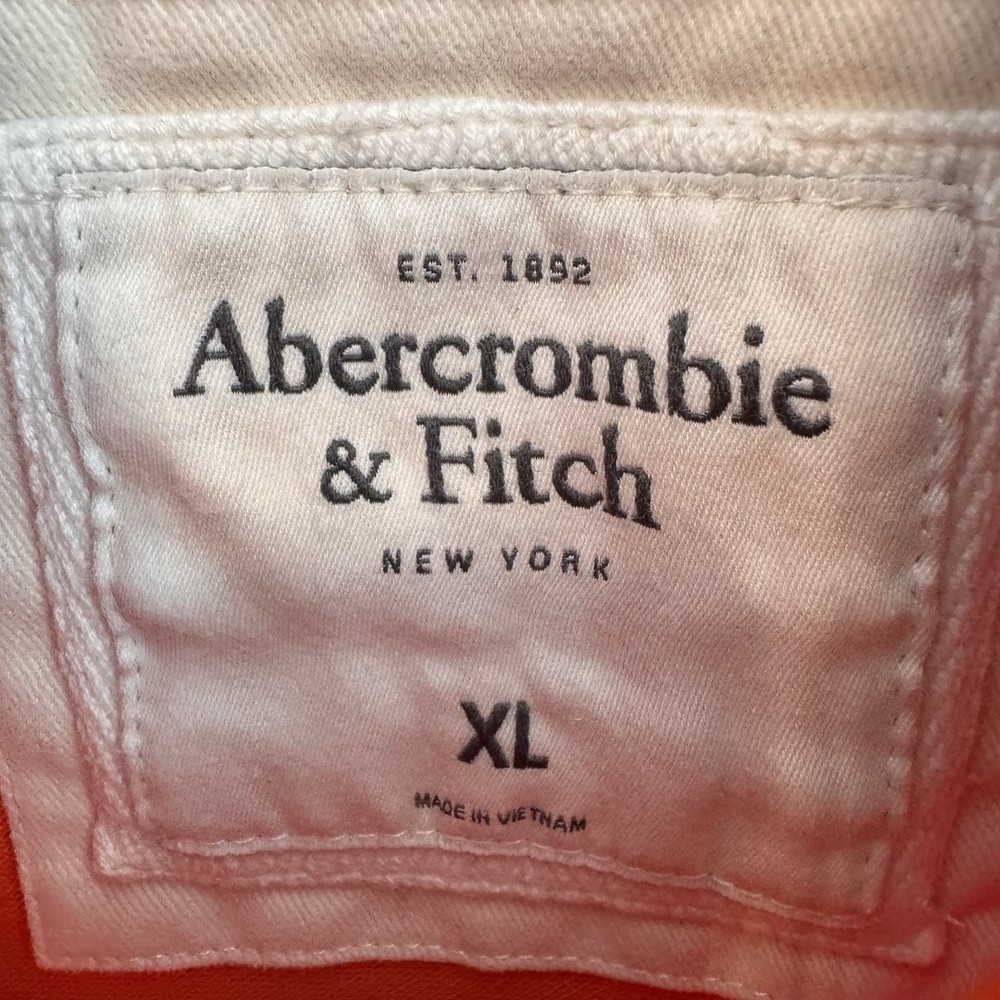 EST. 1892
Abercrombie
& Fitch
NEW YORK
XL
MADE IN VIETNAM